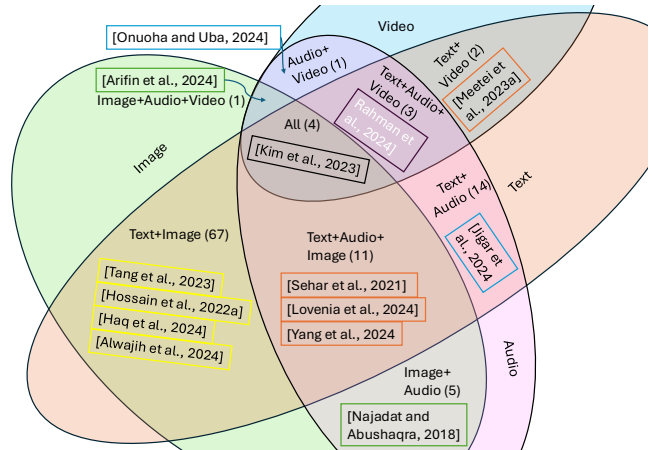 Video
[Onuoha and Uba, 2024]
Audio+
Video (1)
Text+
Video (2)
[Meetei et
al., 2023a]
[Arifin et al., 2024]
Image+Audio+Video (1)
Text+Audio+
Video (3)
Rahman et
al., 2024]
All (4)
[Kim et al., 2023]
Image
Text+
Audio (14)
Text
[Jigar et
al., 2024
Text+Image (67)
[Tang et al., 2023]
[Hossain et al., 2022a]
[Haq et al., 2024]
[Alwajih et al., 2024]
Text+Audio+
Image (11)
[Sehar et al., 2021]
[Lovenia et al., 2024]
[Yang et al., 2024
Audio
Image+
Audio (5)
[Najadat and
Abushaqra, 2018]